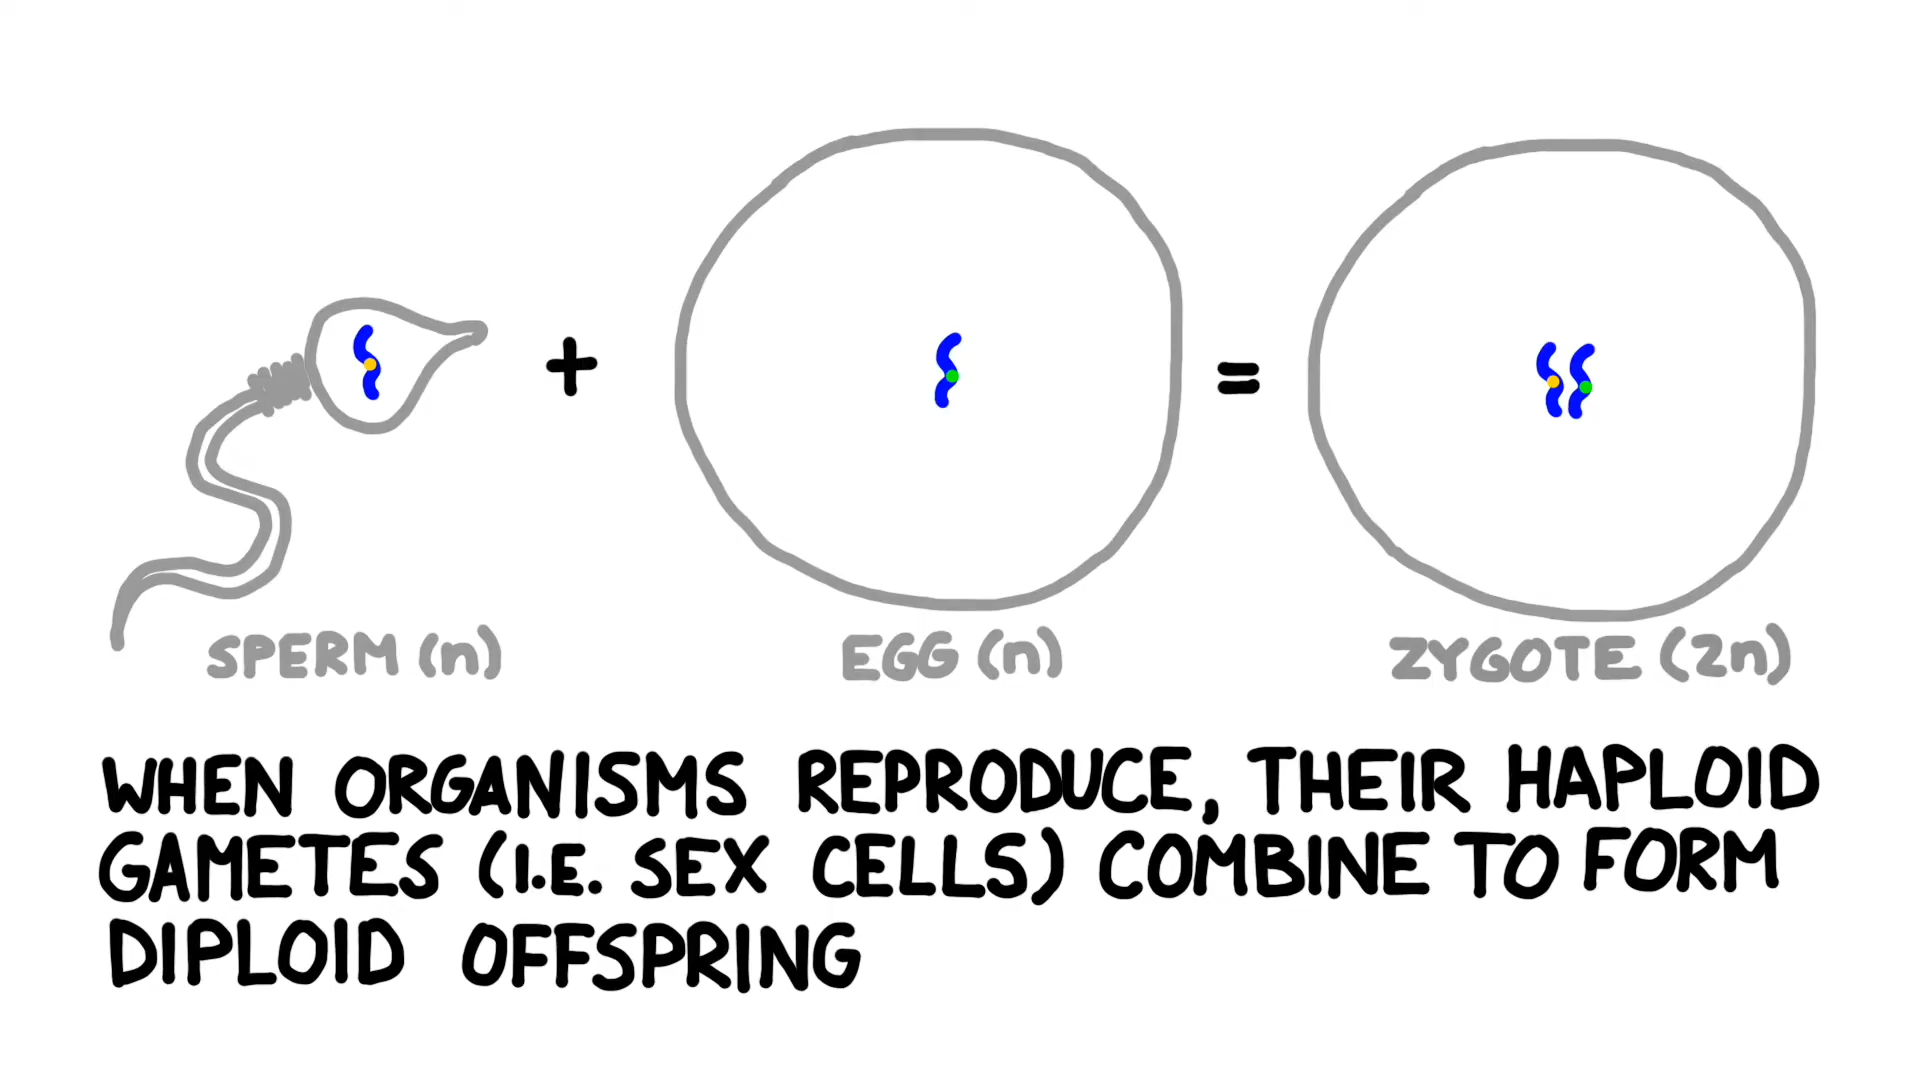 +
=
SPERM (n)
EGG (n)
ZYGOTE (2n)
WHEN ORGANISMS REPRODUCE, THEIR HAPLOID
GAMETES (I.E. SEX CELLS) COMBINE TO FORM
DIPLOID OFFSPRING